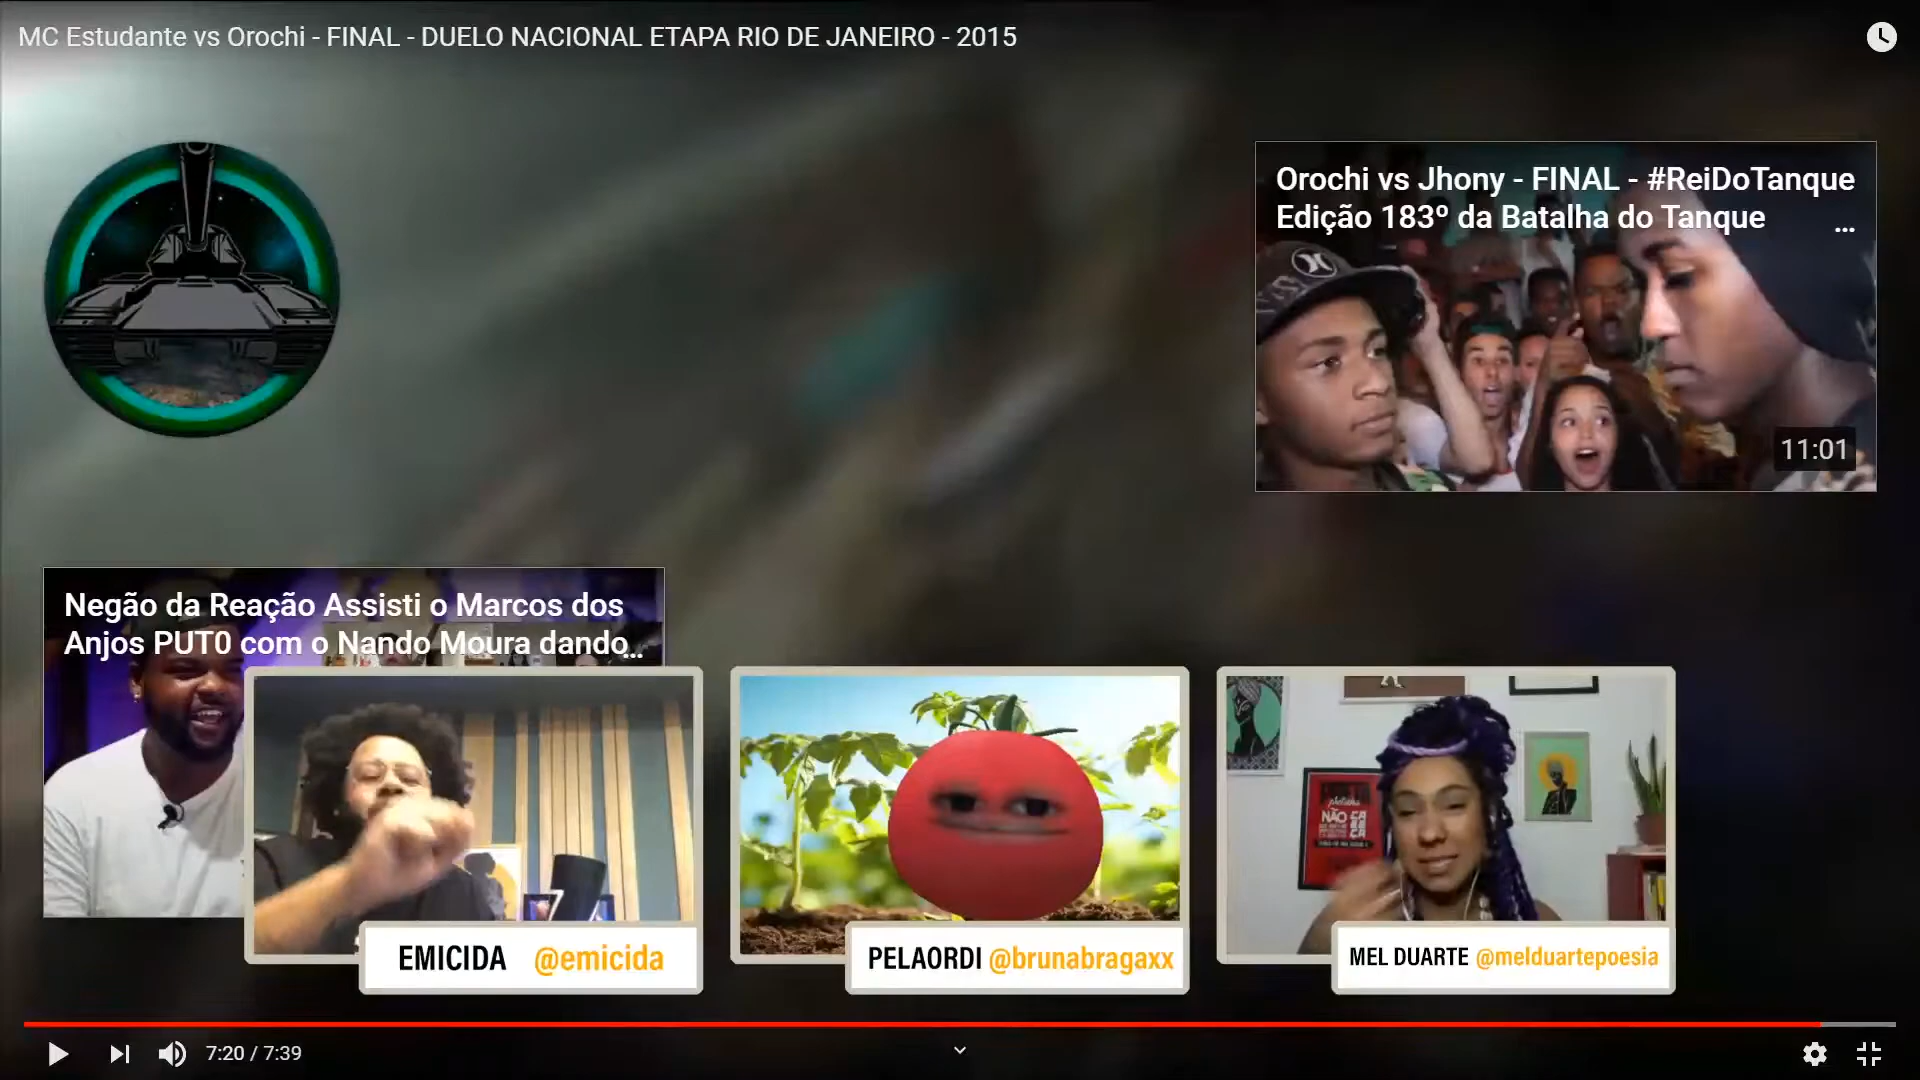 MC Estudante vs Orochi - FINAL - DUELO NACIONAL ETAPA RIO DE JANEIRO - 2015
Orochi vs Jhony - FINAL - #ReiDoTanque
Edição 183º da Batalha do Tanque ...
11:01
Negão da Reação Assisti o Marcos dos
Anjos PUT0 com o Nando Moura dando...
NÃO
EMICIDA @emicida
PELAORDI @brunabragaxx
MEL DUARTE @melduartepoesia
7:20 / 7:39